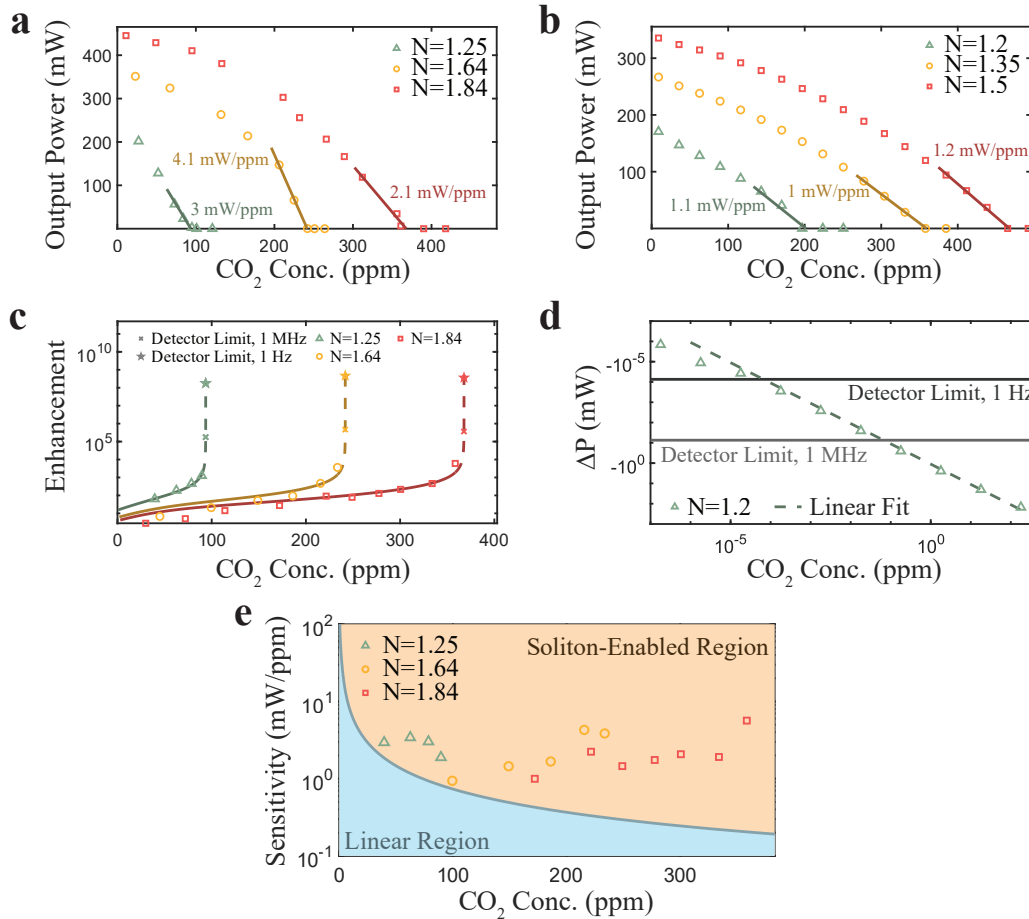 a
Output Power (mW)
400
300
200
100
0
100
200
300
400
CO2 Conc. (ppm)
N=1.25
N=1.64
N=1.84
4.1 mW/ppm
3 mW/ppm
2.1 mW/ppm
b
Output Power (mW)
300
200
100
0
100
200
300
400
CO2 Conc. (ppm)
N=1.2
N=1.35
N=1.5
1.2 mW/ppm
1 mW/ppm
1.1 mW/ppm
c
Enhancement
10^10
10^5
0
100
200
300
400
CO2 Conc. (ppm)
Detector Limit, 1 MHz
Detector Limit, 1 Hz
N=1.25
N=1.64
N=1.84
d
ΔP (mW)
-10^-5
-10^0
10^-5
10^0
CO2 Conc. (ppm)
Detector Limit, 1 Hz
Detector Limit, 1 MHz
N=1.2
Linear Fit
e
Sensitivity (mW/ppm)
10^2
10^1
10^0
10^-1
0
100
200
300
CO2 Conc. (ppm)
N=1.25
N=1.64
N=1.84
Soliton-Enabled Region
Linear Region